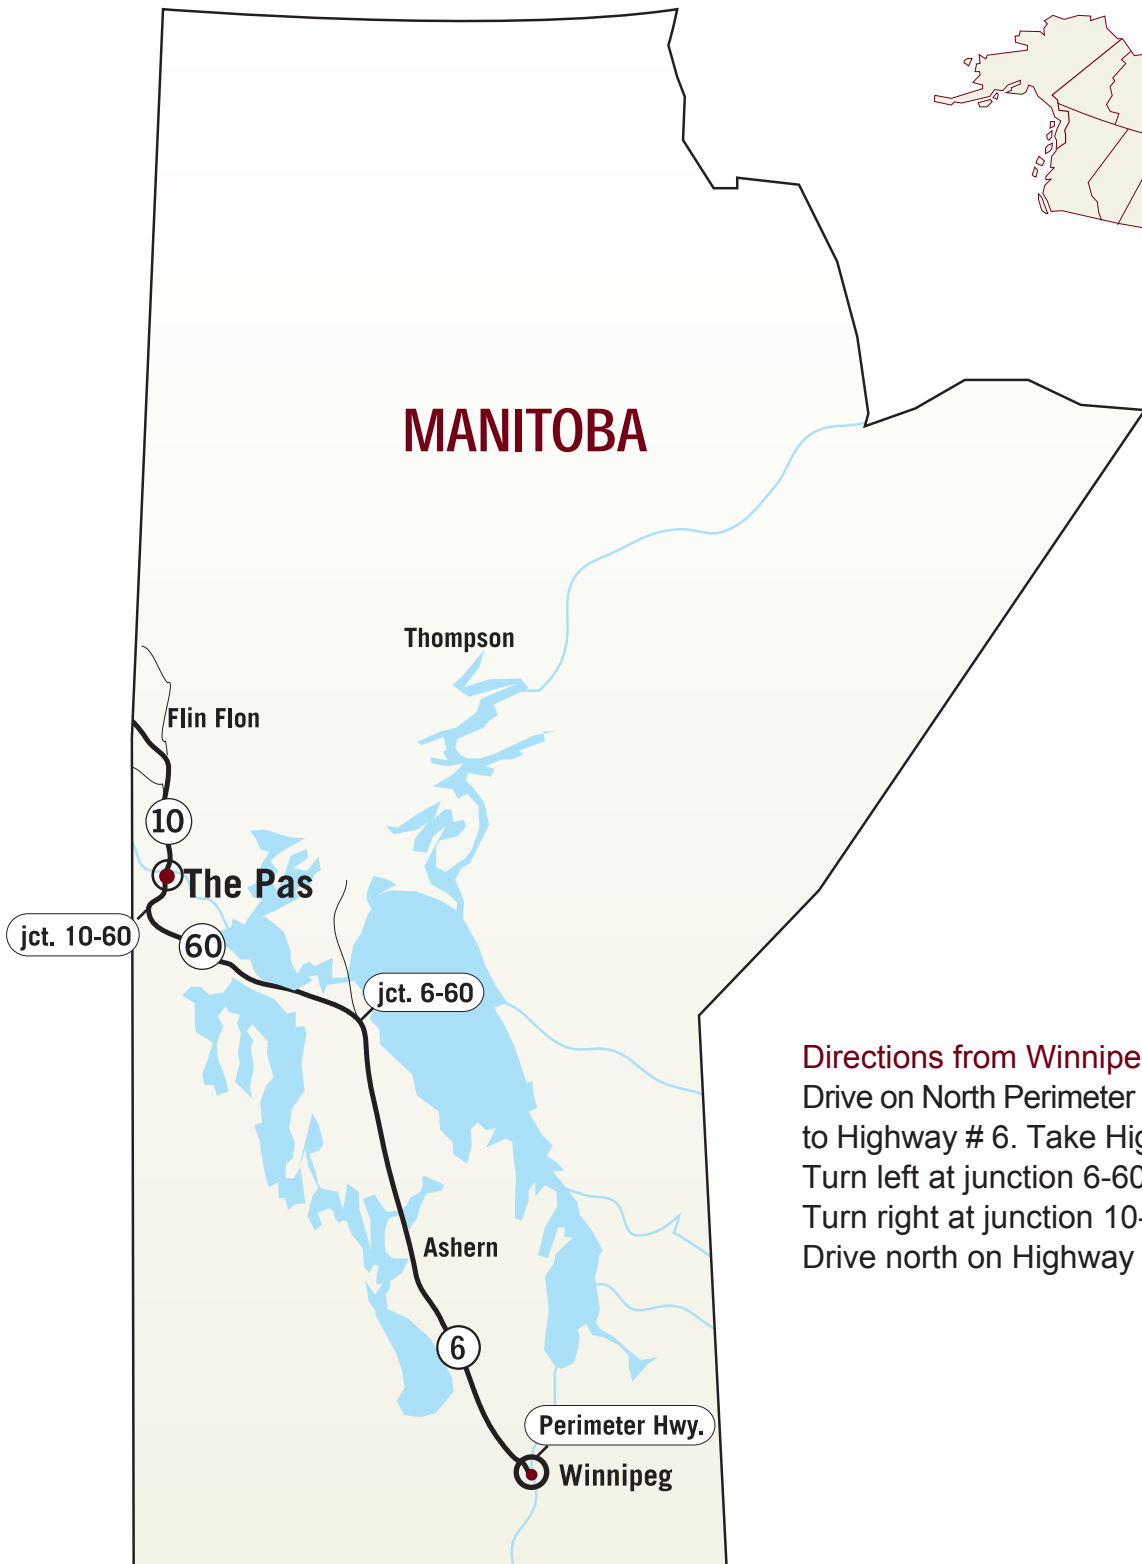 MANITOBA
Thompson
Flin Flon
10
The Pas
jct. 10-60
60
jct. 6-60
Directions from Winnipe
Drive on North Perimeter
to Highway # 6. Take Hig
Turn left at junction 6-60
Turn right at junction 10-
Drive north on Highway
Ashern
6
Perimeter Hwy.
Winnipeg